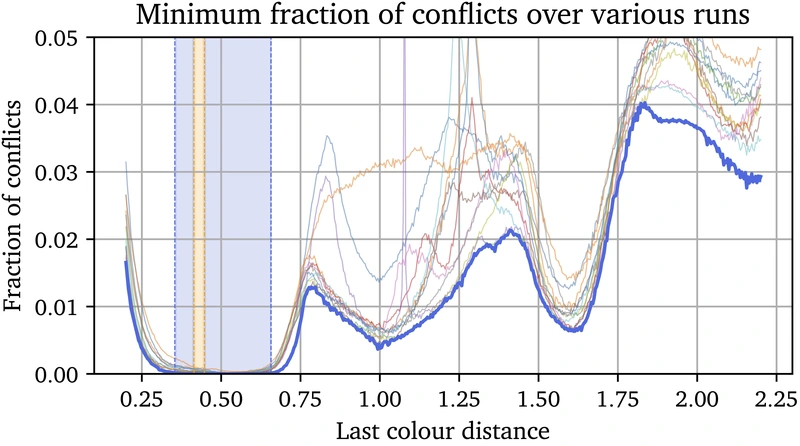 Minimum fraction of conflicts over various runs
Fraction of conflicts
0.05
0.04
0.03
0.02
0.01
0.00
0.25 0.50 0.75 1.00 1.25 1.50 1.75 2.00 2.25
Last colour distance